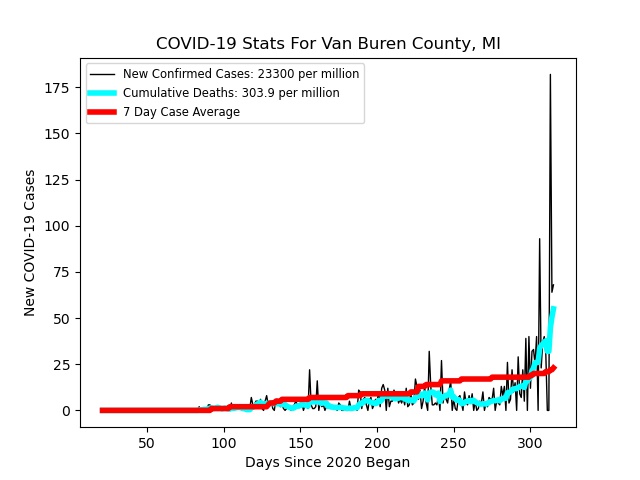 COVID-19 Stats For Van Buren County, MI
New Confirmed Cases: 23300 per million
Cumulative Deaths: 303.9 per million
7 Day Case Average
175
150
125
100
75
50
25
0
New COVID-19 Cases
50 100 150 200 250 300
Days Since 2020 Began